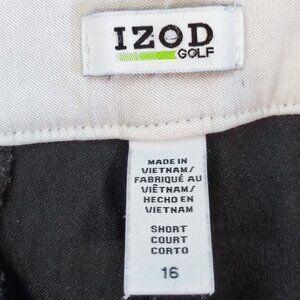 IZOD
GOLF
MADE IN
VIETNAM/
FABRIQUÉ AU
VIÊTNAM/
HECHO EN
VIETNAM
SHORT
COURT
CORTO
16